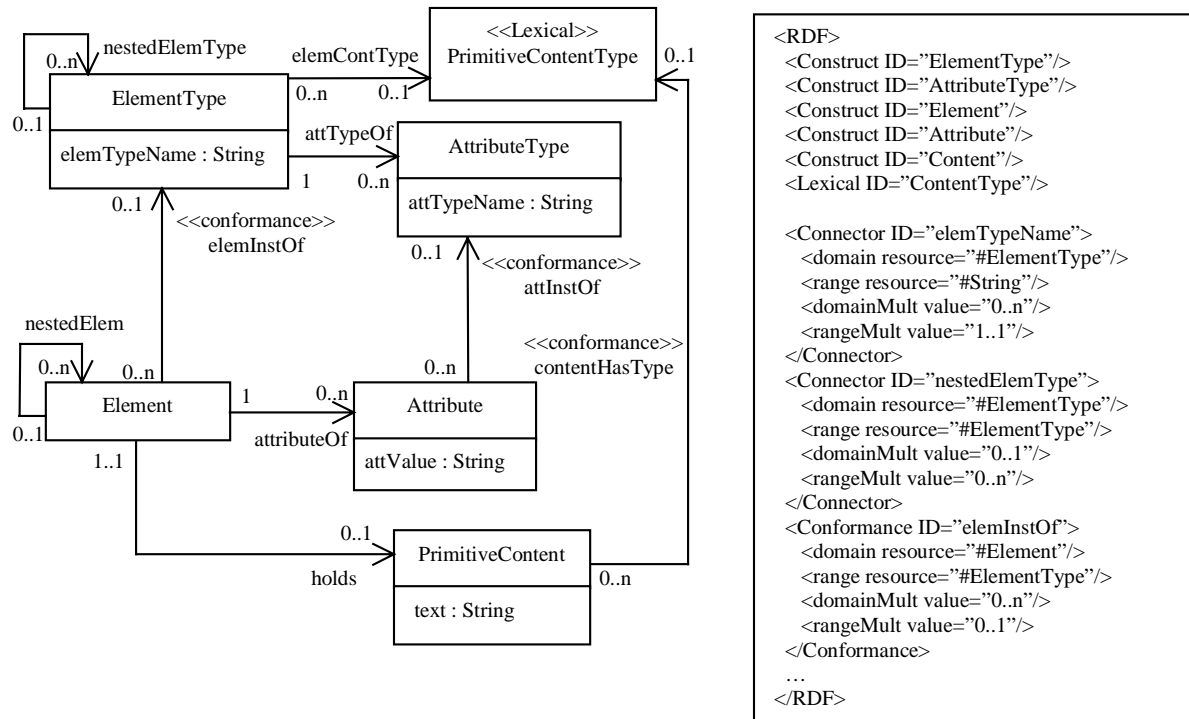 nestedElemType
0..n
ElementType
elemTypeName : String
0..1
elemContType
0..n
0..1
<<Lexical>>
PrimitiveContentType
0..1
attTypeOf
1
0..n
AttributeType
attTypeName : String
0..1
<<conformance>>
elemInstOf
0..1
<<conformance>>
attInstOf
<<conformance>>
contentHasType
nestedElem
0..n
0..n
Element
0..1
1..1
1
0..n
attributeOf
0..n
Attribute
attValue : String
0..1
holds
PrimitiveContent
text : String
0..n
<RDF>
<Construct ID=”ElementType”/>
<Construct ID=”AttributeType”/>
<Construct ID=”Element”/>
<Construct ID=”Attribute”/>
<Construct ID=”Content”/>
<Lexical ID=”ContentType”/>
<Connector ID=”elemTypeName”>
<domain resource=”#ElementType”/>
<range resource=”#String”/>
<domainMult value=”0..n”/>
<rangeMult value=”1..1”/>
</Connector>
<Connector ID=”nestedElemType”>
<domain resource=”#ElementType”/>
<range resource=”#ElementType”/>
<domainMult value=”0..1”/>
<rangeMult value=”0..n”/>
</Connector>
<Conformance ID=”elemInstOf”>
<domain resource=”#Element”/>
<range resource=”#ElementType”/>
<domainMult value=”0..n”/>
<rangeMult value=”0..1”/>
</Conformance>
…
</RDF>